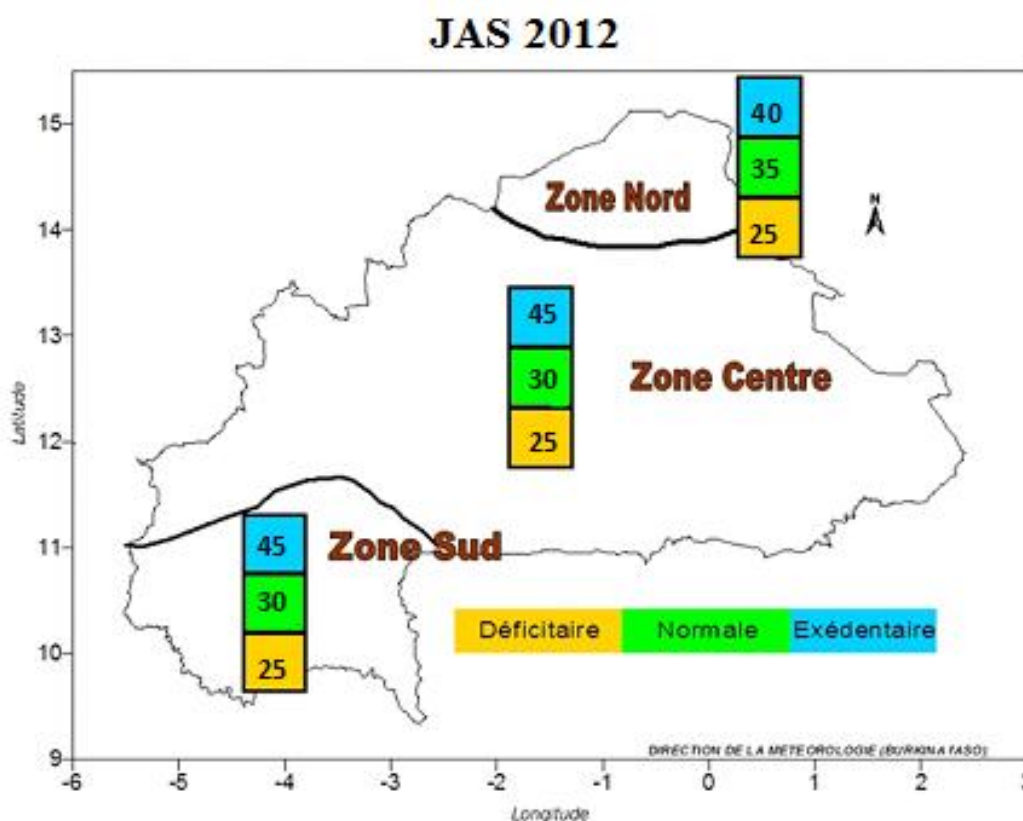 JAS 2012
15
14
13
12
11
10
9
Latitude
40
35
25
Zone Nord
N
45
30
25
Zone Centre
Zone Sud
45
30
25
Déficitaire Normale Exédentaire
DIRECTION DE LA METEOROLOGIE (BURKINA FASO)
-6 -5 -4 -3 -2 -1 0 1 2 3
Longitude